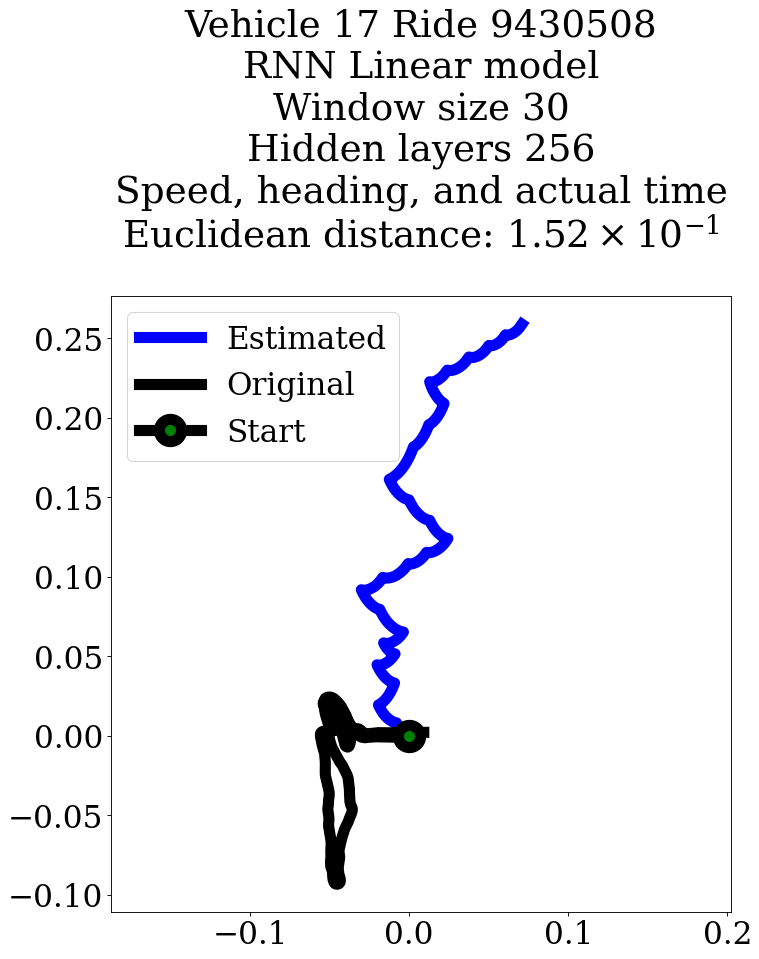 Vehicle 17 Ride 9430508
RNN Linear model
Window size 30
Hidden layers 256
Speed, heading, and actual time
Euclidean distance: 1.52 × 10⁻¹
Estimated
Original
Start
0.25
0.20
0.15
0.10
0.05
0.00
−0.05
−0.10
−0.1
0.0
0.1
0.2